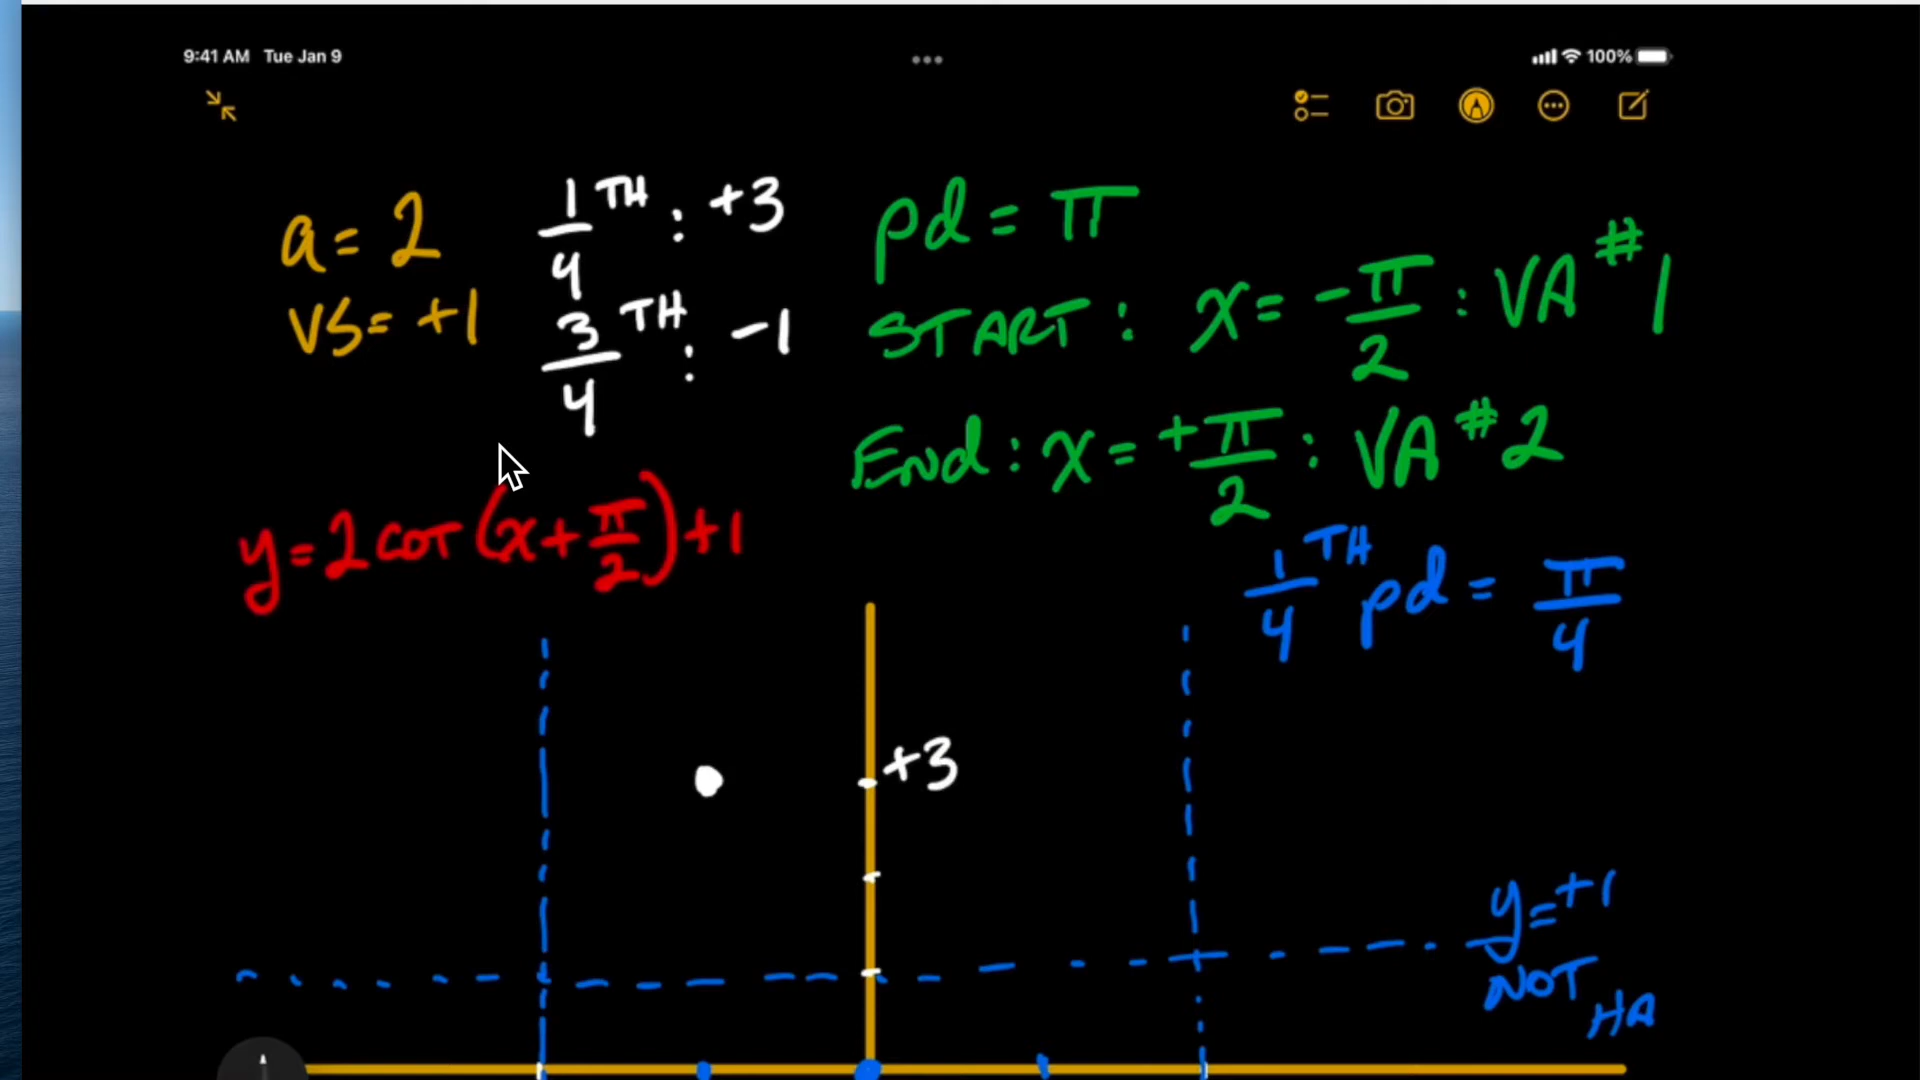 9:41 AM Tue Jan 9
100%
a = 2
VS = +1
1/4 TH : +3
3/4 TH : -1
pd = π
START : x = -π/2 : VA #1
End : x = +π/2 : VA #2
y = 2 cot (x + π/2) + 1
1/4 TH pd = π/4
+3
y = +1
NOT
HA